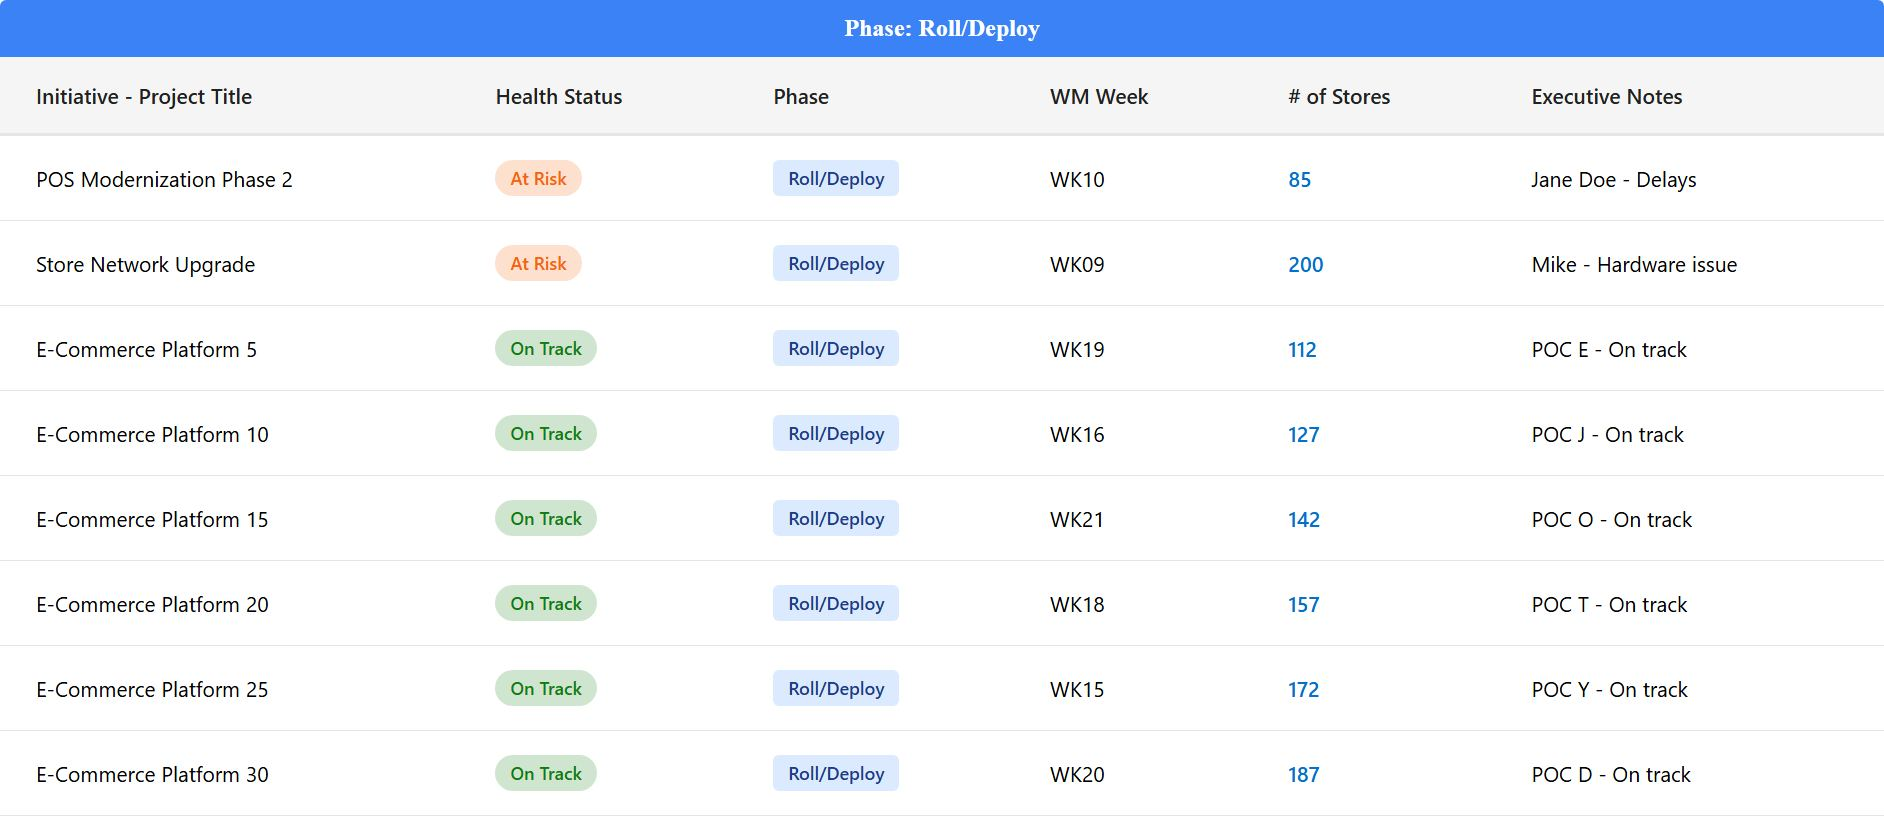 Phase: Roll/Deploy
Initiative - Project Title Health Status Phase WM Week # of Stores Executive Notes
POS Modernization Phase 2 At Risk Roll/Deploy WK10 85 Jane Doe - Delays
Store Network Upgrade At Risk Roll/Deploy WK09 200 Mike - Hardware issue
E-Commerce Platform 5 On Track Roll/Deploy WK19 112 POC E - On track
E-Commerce Platform 10 On Track Roll/Deploy WK16 127 POC J - On track
E-Commerce Platform 15 On Track Roll/Deploy WK21 142 POC O - On track
E-Commerce Platform 20 On Track Roll/Deploy WK18 157 POC T - On track
E-Commerce Platform 25 On Track Roll/Deploy WK15 172 POC Y - On track
E-Commerce Platform 30 On Track Roll/Deploy WK20 187 POC D - On track